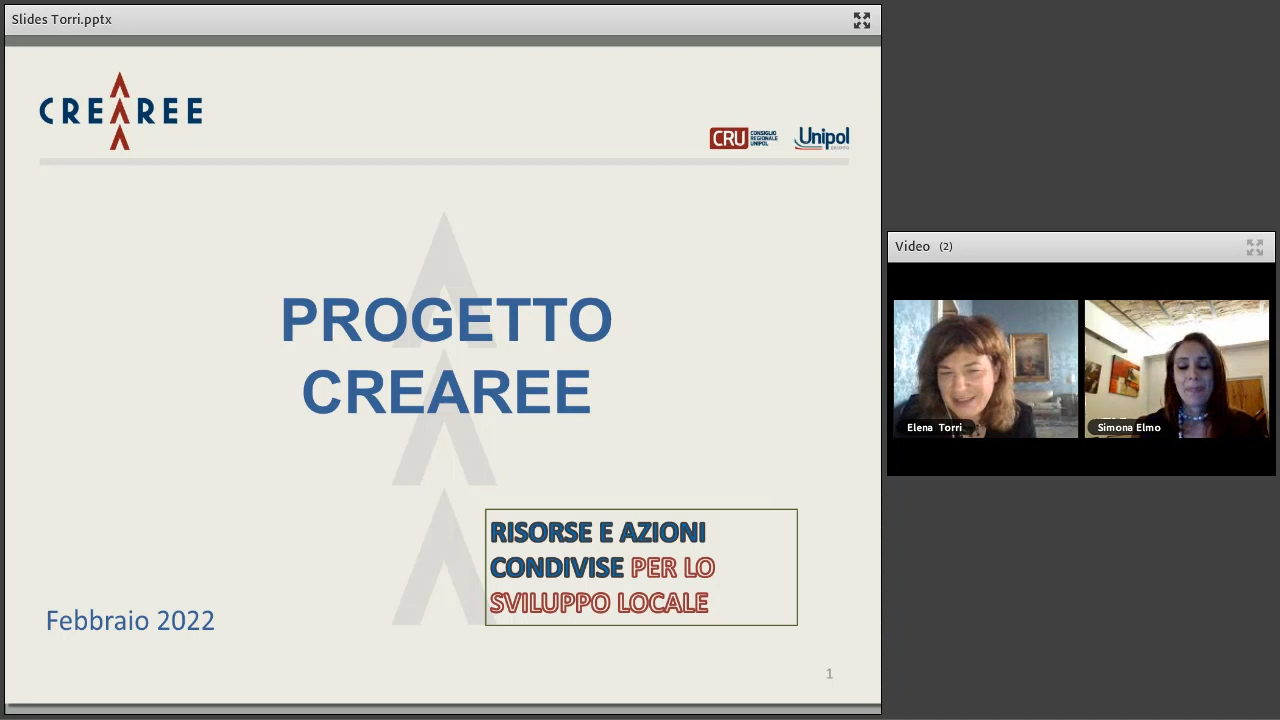 Slides Torri.pptx
CREAREE
CRU CONSIGLIO REGIONALE UNIPOL
Unipol
GRUPPO
PROGETTO
CREAREE
RISORSE E AZIONI
CONDIVISE PER LO
SVILUPPO LOCALE
Febbraio 2022
1
Video (2)
Elena Torri
Simona Elmo